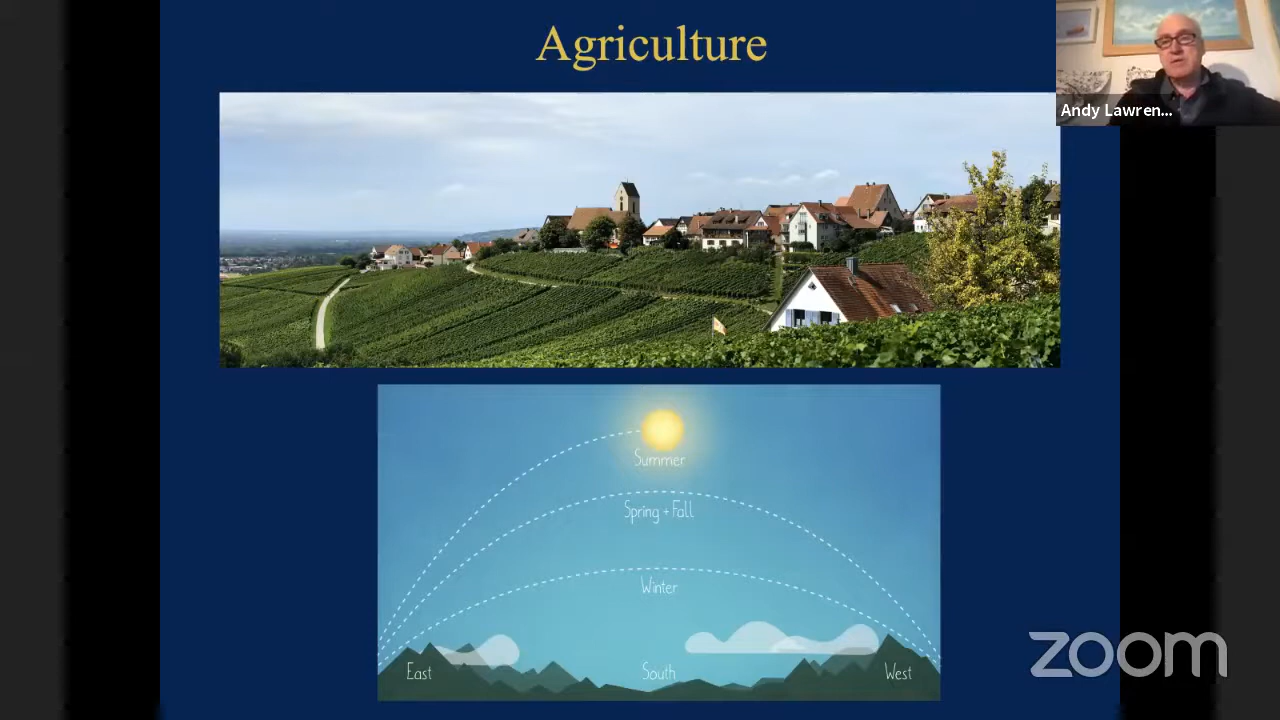 Agriculture
Andy Lawren...
Summer
Spring + Fall
Winter
East
South
West
zoom